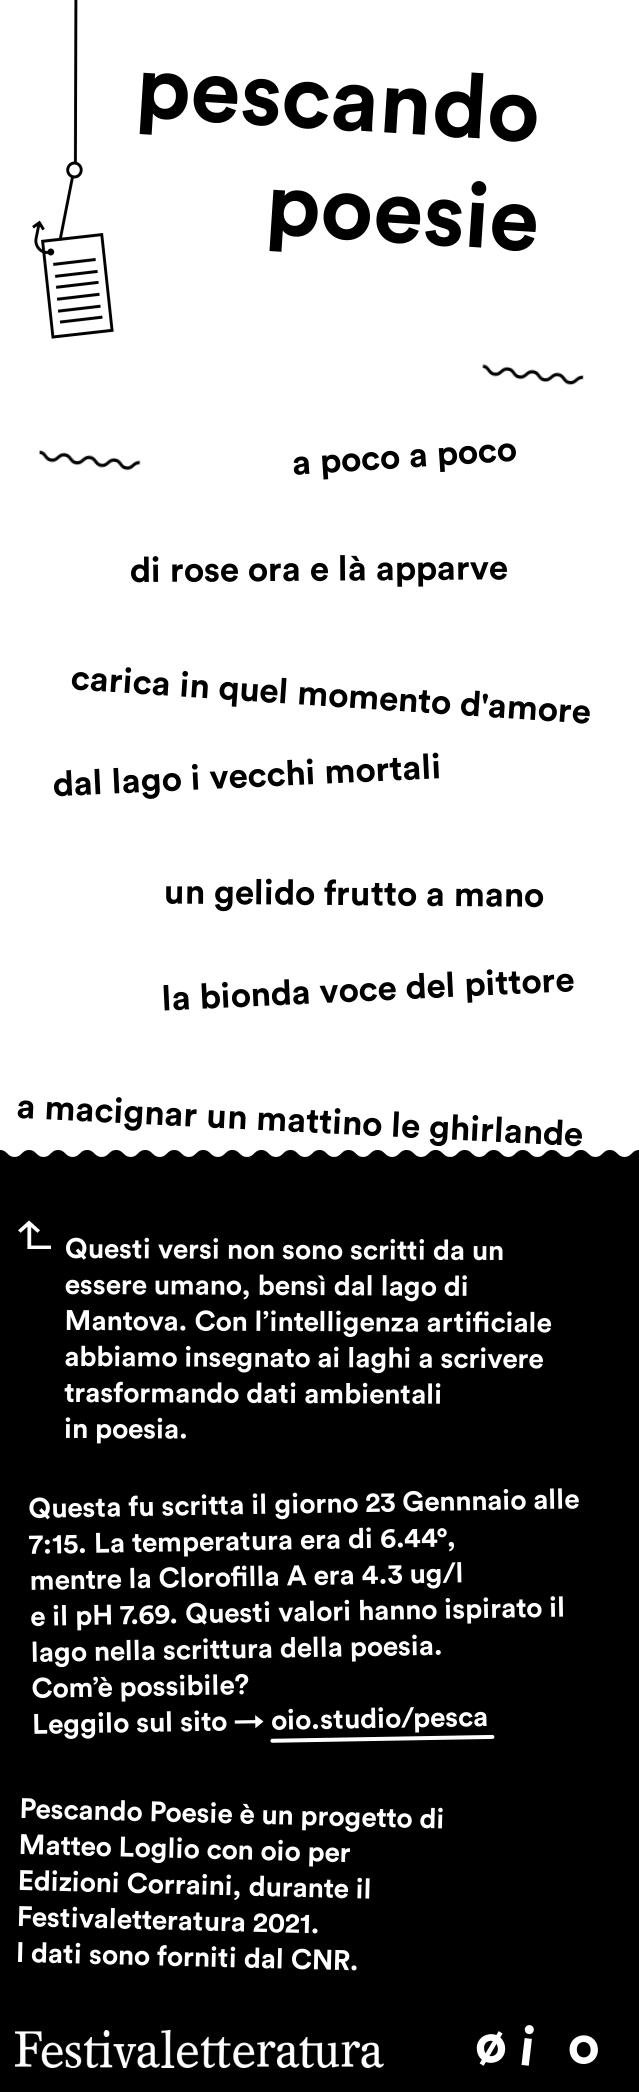 pescando
poesie
a poco a poco
di rose ora e là apparve
carica in quel momento d'amore
dal lago i vecchi mortali
un gelido frutto a mano
la bionda voce del pittore
a macignar un mattino le ghirlande
Questi versi non sono scritti da un
essere umano, bensì dal lago di
Mantova. Con l'intelligenza artificiale
abbiamo insegnato ai laghi a scrivere
trasformando dati ambientali
in poesia.
Questa fu scritta il giorno 23 Gennnaio alle
7:15. La temperatura era di 6.44°,
mentre la Clorofilla A era 4.3 ug/l
e il pH 7.69. Questi valori hanno ispirato il
lago nella scrittura della poesia.
Com'è possibile?
Leggilo sul sito → oio.studio/pesca
Pescando Poesie è un progetto di
Matteo Loglio con oio per
Edizioni Corraini, durante il
Festivaletteratura 2021.
I dati sono forniti dal CNR.
Festivaletteratura øi o